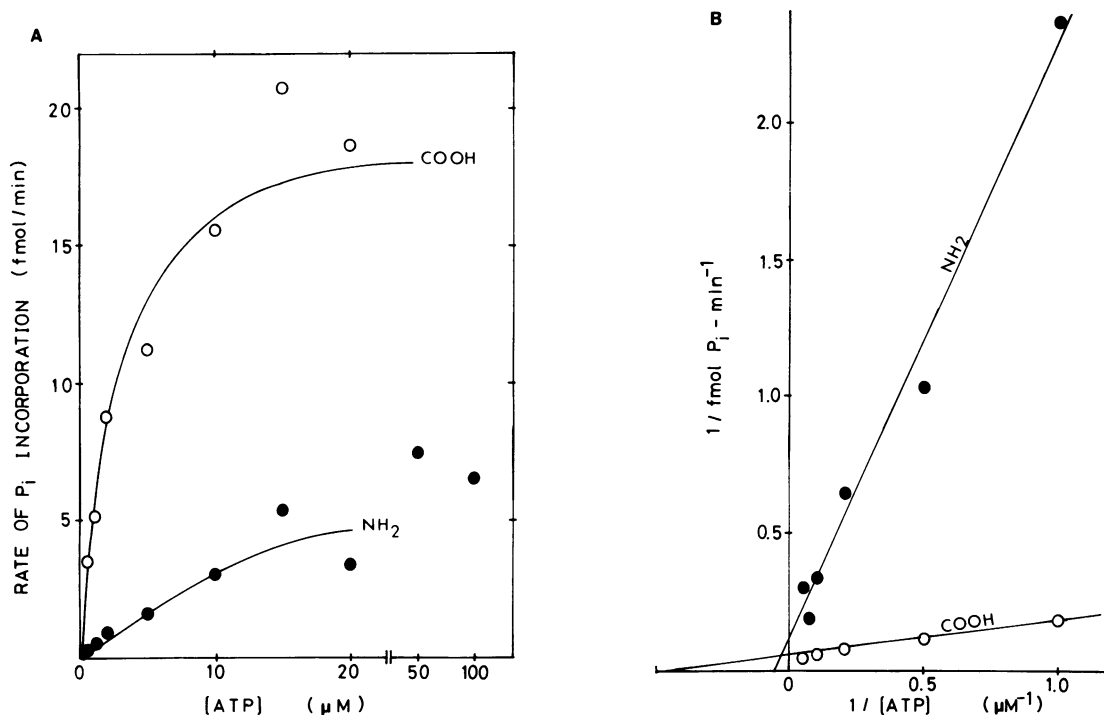 A
RATE OF Pi INCORPORATION (fmol/min)
20
15
10
5
0
10
20
50
100
[ATP] (μM)
COOH
NH2
B
1/fmol Pi - min-1
2.0
1.5
1.0
0.5
0
0.5
1.0
1/[ATP] (μM-1)
NH2
COOH